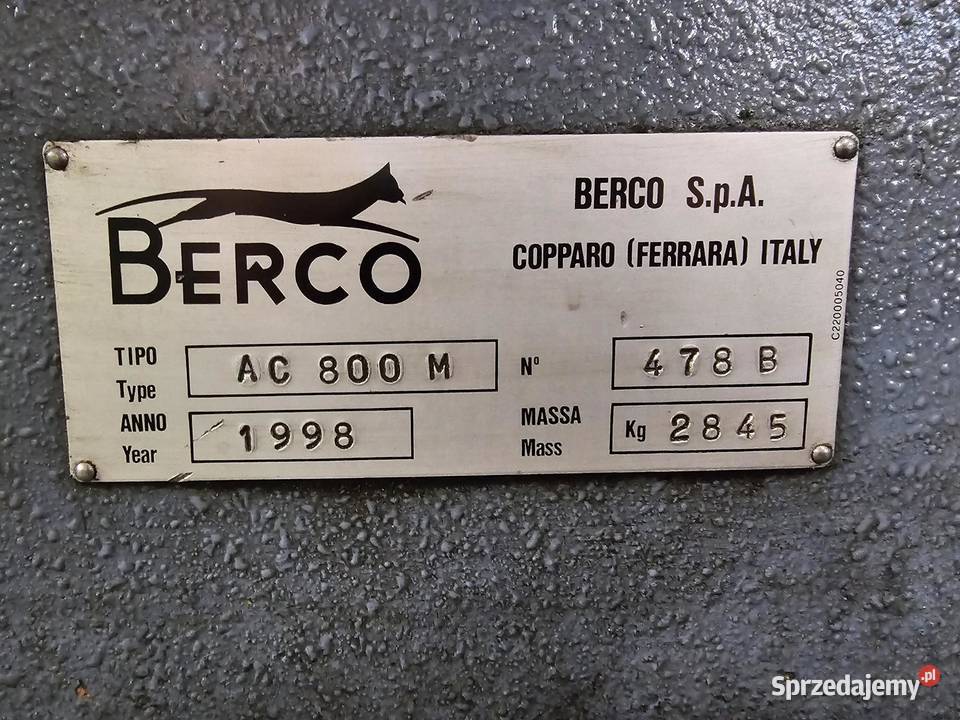 BERCO
BERCO S.p.A.
COPPARO (FERRARA) ITALY
C220005040
TIPO
Type
AC 800 M
Nº
478 B
ANNO
Year
1998
MASSA
Mass
Kg 2845
Sprzedajemy.pl